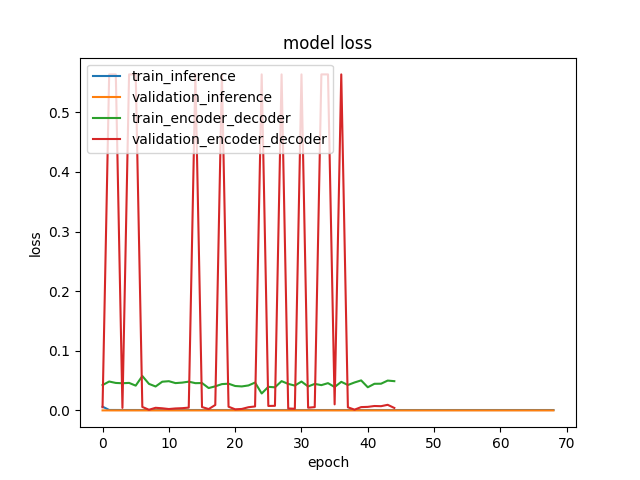 model loss
train_inference
validation_inference
train_encoder_decoder
validation_encoder_decoder
loss
0.5
0.4
0.3
0.2
0.1
0.0
0 10 20 30 40 50 60 70
epoch